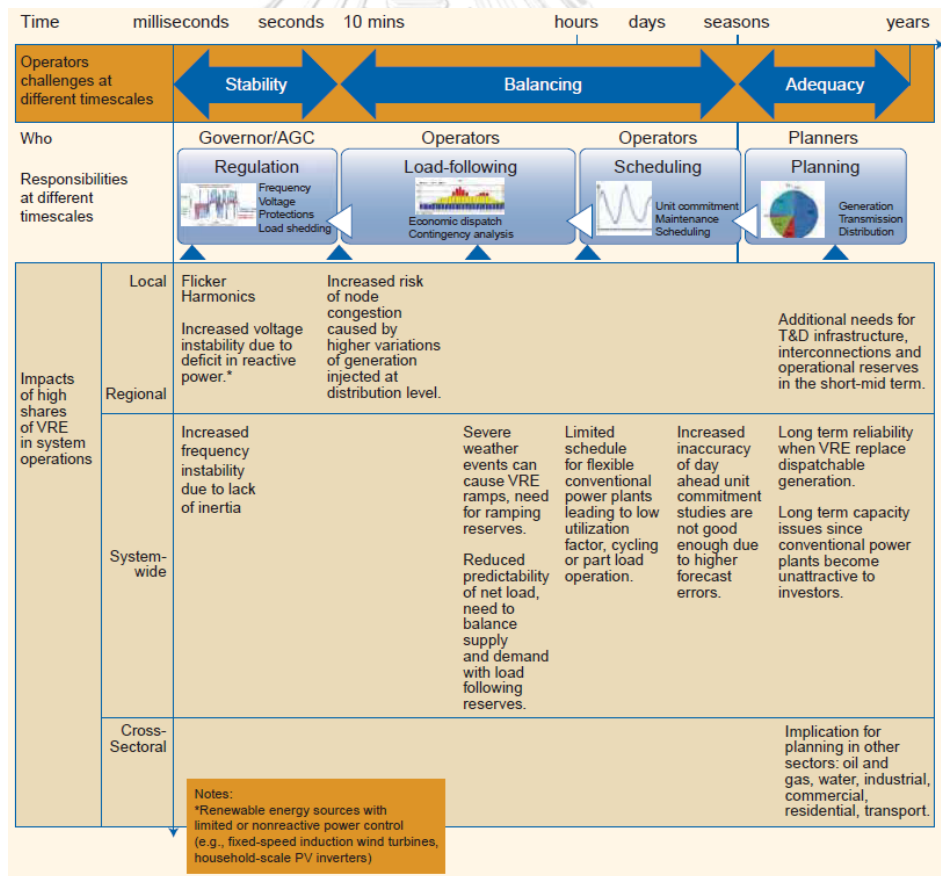 Time milliseconds seconds 10 mins hours days seasons years
Operators
challenges at
different timescales
Stability Balancing Adequacy
Who
Governor/AGC Operators Operators Planners
Responsibilities
at different
timescales
Regulation
Frequency
Voltage
Protections
Load shedding
Load-following
Economic dispatch
Contingency analysis
Scheduling
Unit commitment
Maintenance
Scheduling
Planning
Generation
Transmission
Distribution
Impacts
of high
shares
of VRE
in system
operations
Local
Regional
Flicker
Harmonics
Increased voltage
instability due to
deficit in reactive
power.*
Increased risk
of node
congestion
caused by
higher variations
of generation
injected at
distribution level.
Additional needs for
T&D infrastructure,
interconnections and
operational reserves
in the short-mid term.
System-
wide
Increased
frequency
instability
due to lack
of inertia
Severe
weather
events can
cause VRE
ramps, need
for ramping
reserves.
Reduced
predictability
of net load,
need to
balance
supply
and demand
with load
following
reserves.
Limited
schedule
for flexible
conventional
power plants
leading to low
utilization
factor, cycling
or part load
operation.
Increased
inaccuracy
of day
ahead unit
commitment
studies are
not good
enough due
to higher
forecast
errors.
Long term reliability
when VRE replace
dispatchable
generation.
Long term capacity
issues since
conventional power
plants become
unattractive to
investors.
Cross-
Sectoral
Implication for
planning in other
sectors: oil and
gas, water, industrial,
commercial,
residential, transport.
Notes:
*Renewable energy sources with
limited or nonreactive power control
(e.g., fixed-speed induction wind turbines,
household-scale PV inverters)